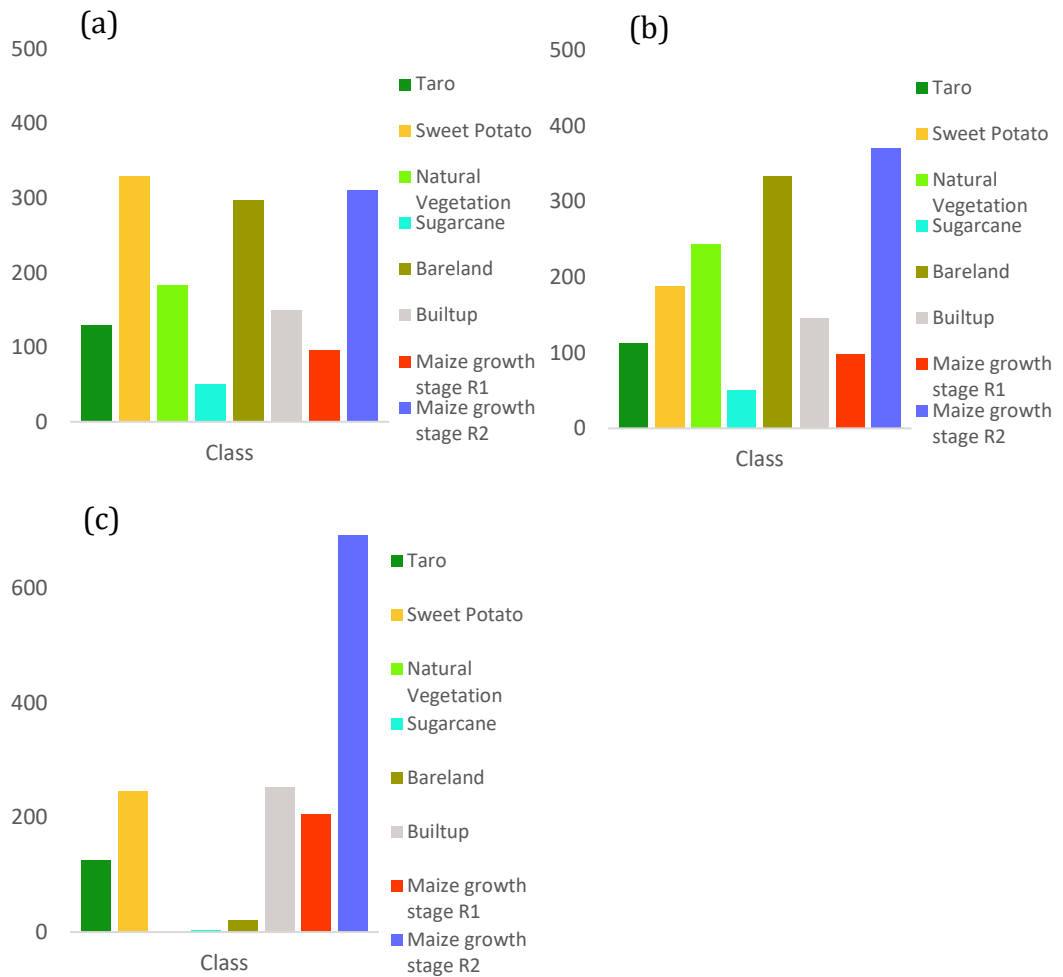 (a)
500
400
300
200
100
0
Class
Taro
Sweet Potato
Natural
Vegetation
Sugarcane
Bareland
Builtup
Maize growth
stage R1
Maize growth
stage R2
(b)
500
400
300
200
100
0
Class
Taro
Sweet Potato
Natural
Vegetation
Sugarcane
Bareland
Builtup
Maize growth
stage R1
Maize growth
stage R2
(c)
600
400
200
0
Class
Taro
Sweet Potato
Natural
Vegetation
Sugarcane
Bareland
Builtup
Maize growth
stage R1
Maize growth
stage R2